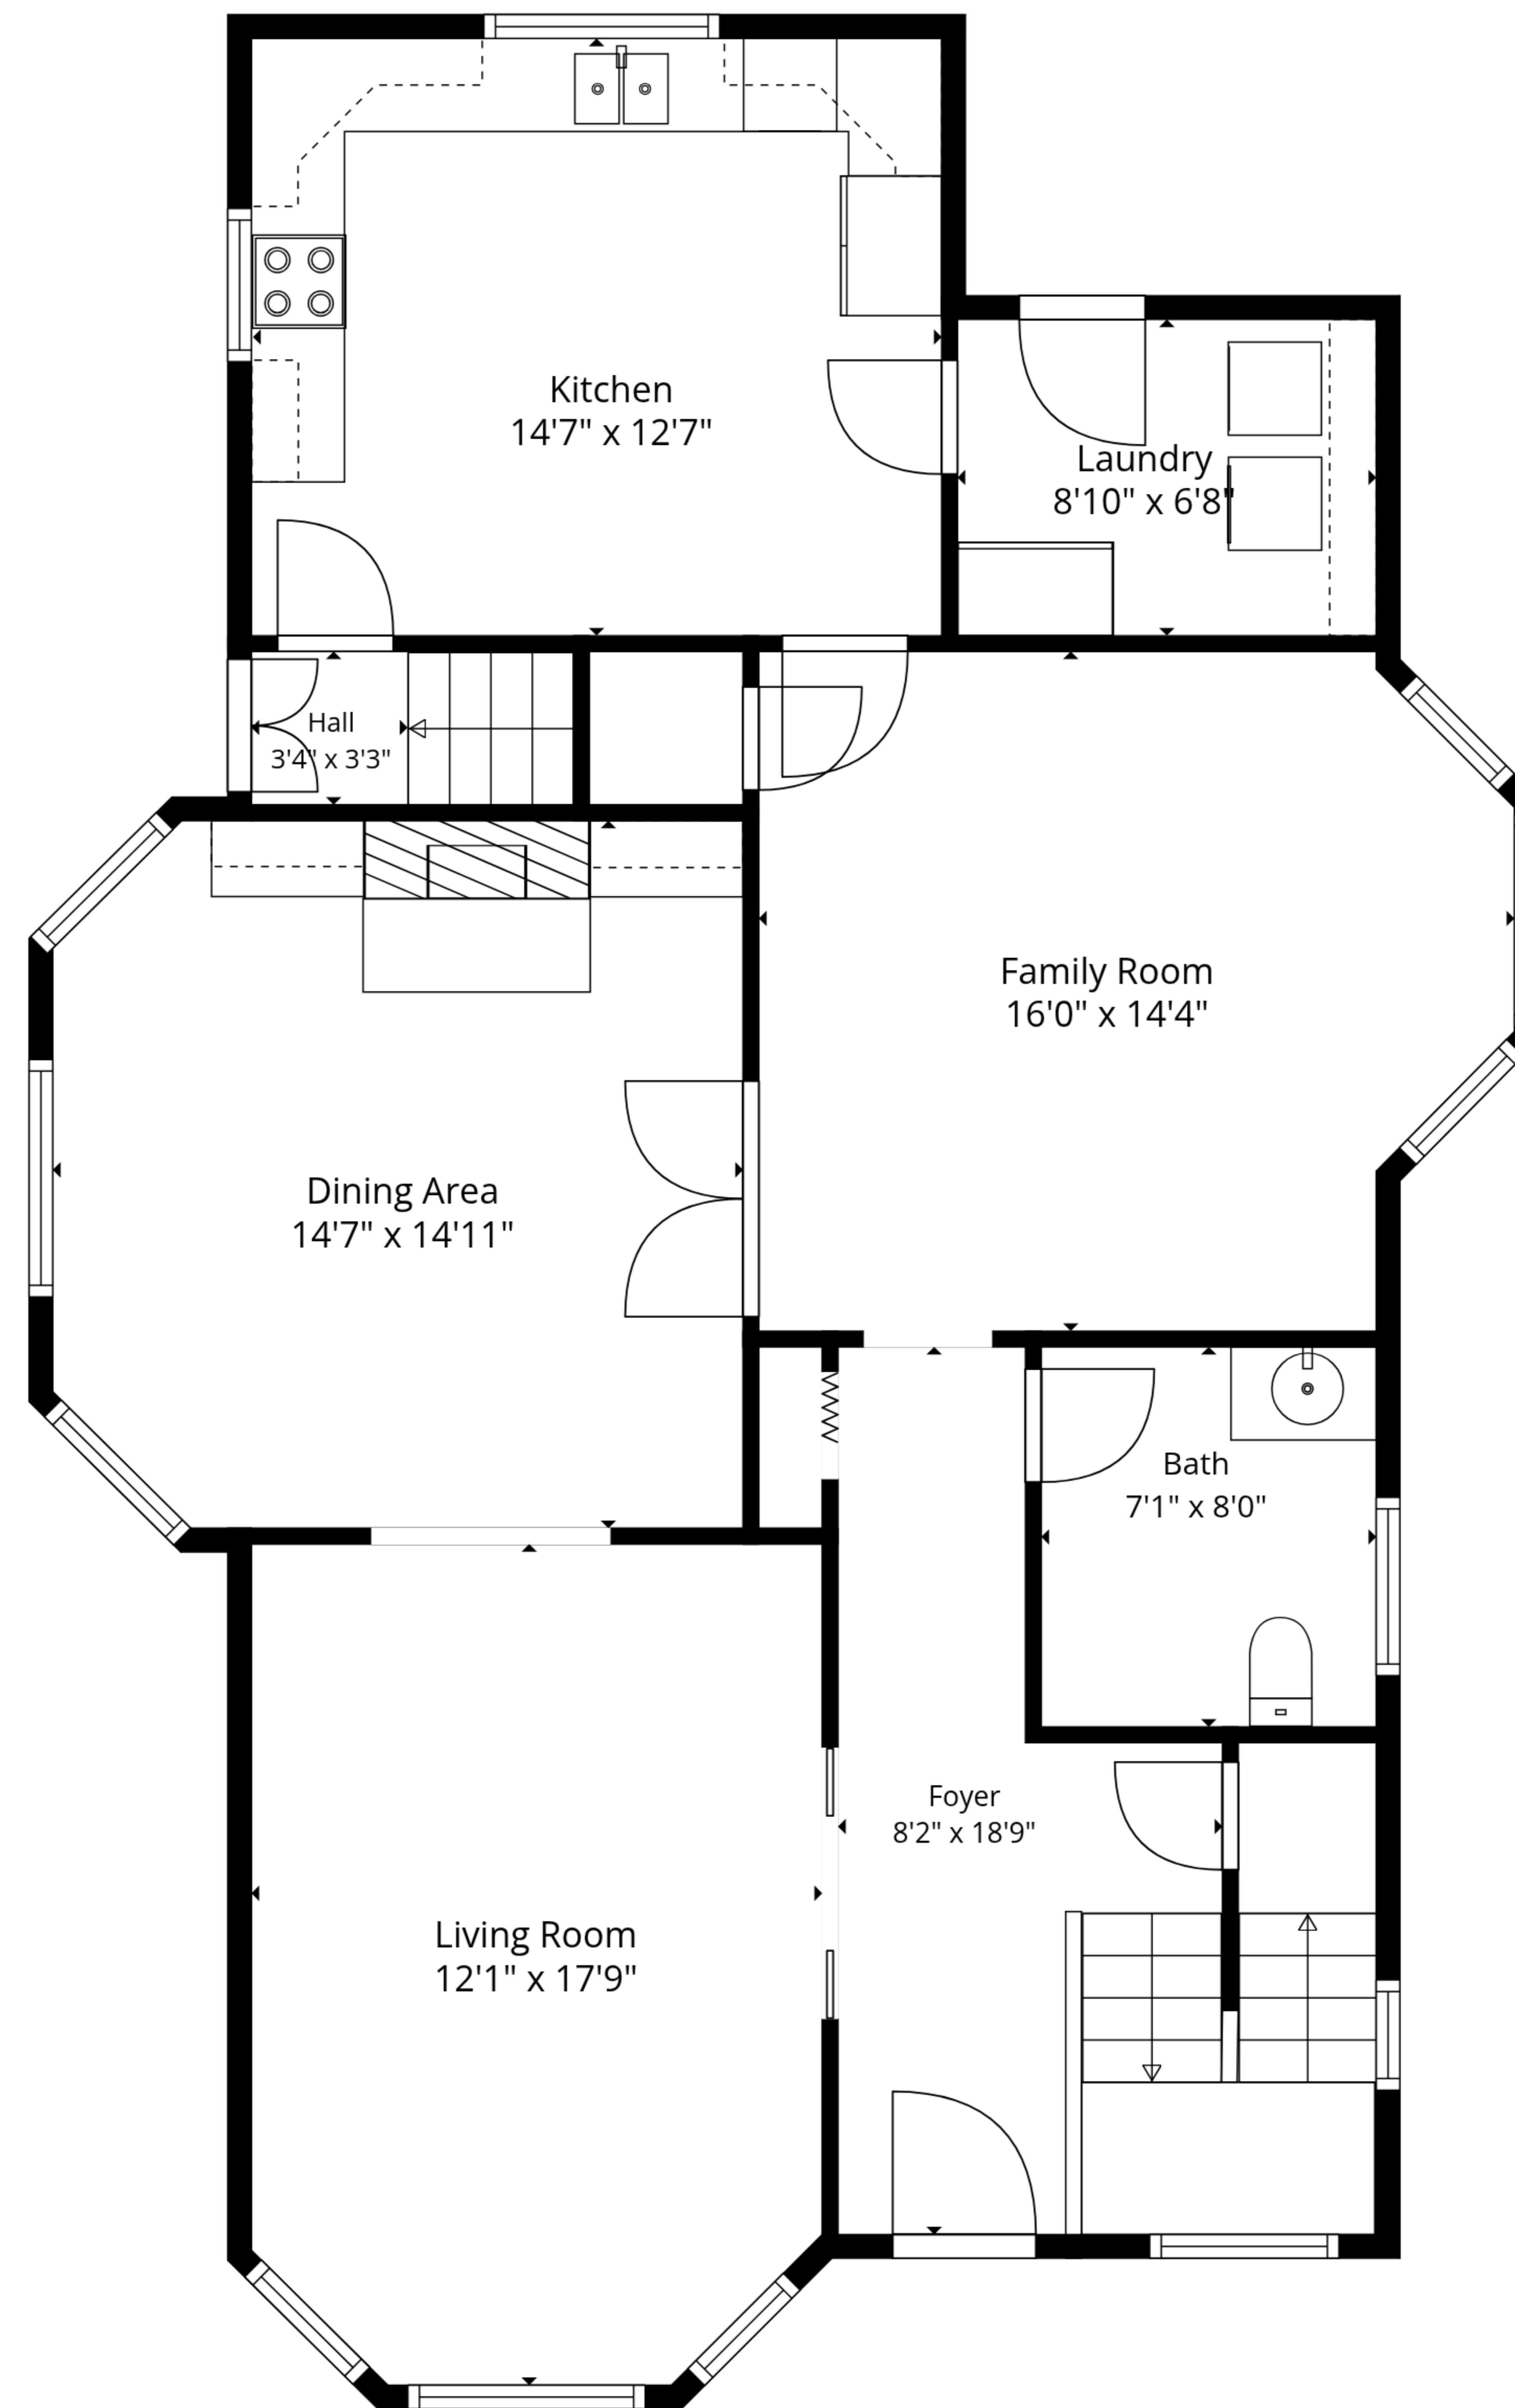 Kitchen
14'7" x 12'7"
Laundry
8'10" x 6'8"
Hall
3'4" x 3'3"
Family Room
16'0" x 14'4"
Dining Area
14'7" x 14'11"
Bath
7'1" x 8'0"
Foyer
8'2" x 18'9"
Living Room
12'1" x 17'9"